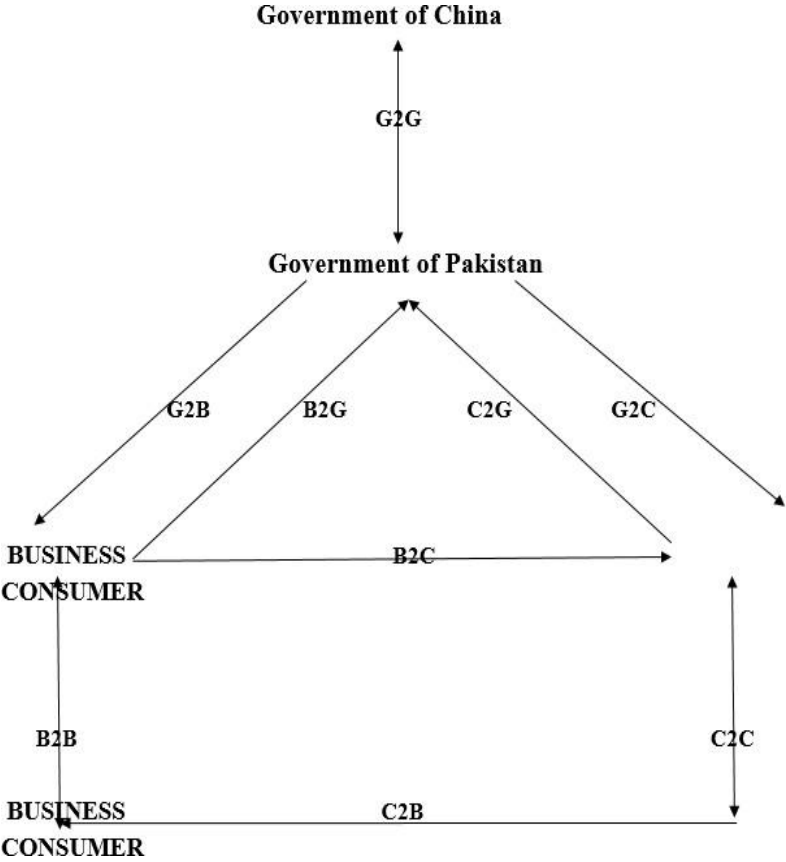 Government of China
G2G
Government of Pakistan
G2B B2G C2G G2C
BUSINESS
B2C
CONSUMER
B2B C2C
BUSINESS
C2B
CONSUMER